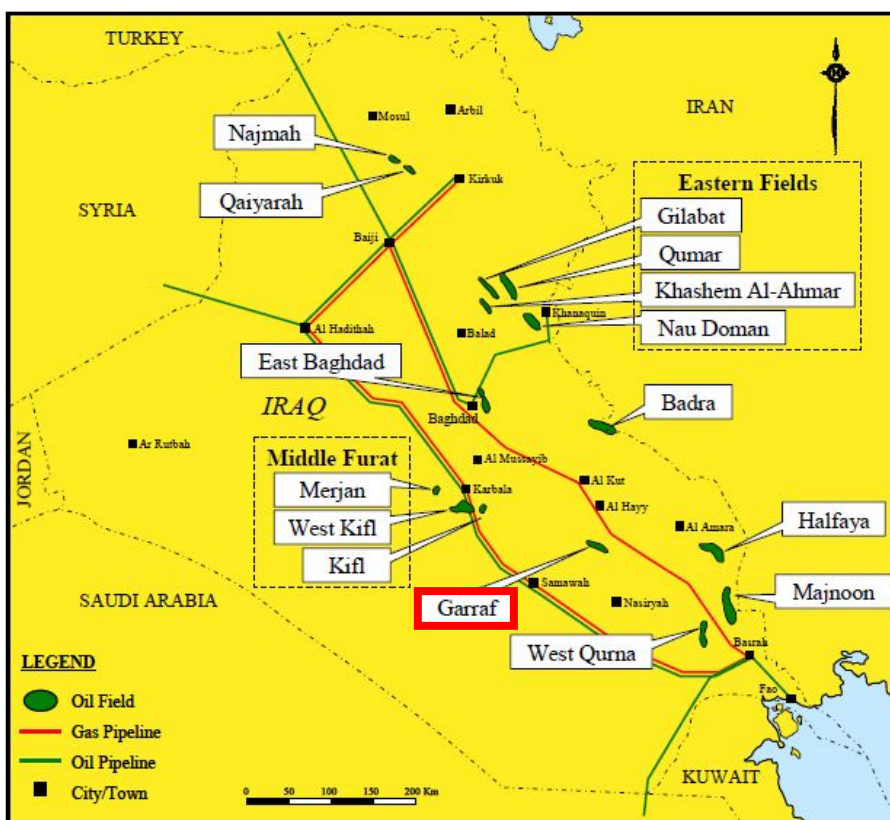 TURKEY
Mosul
Arbil
IRAN
Najmah
Qaiyarah
Kirkuk
SYRIA
Eastern Fields
Gilabat
Qumar
Khashem Al-Ahmar
Nau Doman
Baiji
Al Hadithah
Khanaquin
Balad
East Baghdad
IRAQ
Baghdad
Badra
JORDAN
Ar Rutbah
Middle Furat
Merjan
West Kifl
Kifl
Al Mussayib
Karbala
Al Kut
Al Hayy
Al Amara
Halfaya
SAUDI ARABIA
Samawah
Garraf
Nasiryah
Majnoon
West Qurna
Basrah
Fao
KUWAIT
LEGEND
Oil Field
Gas Pipeline
Oil Pipeline
City/Town
0 50 100 150 200 Km